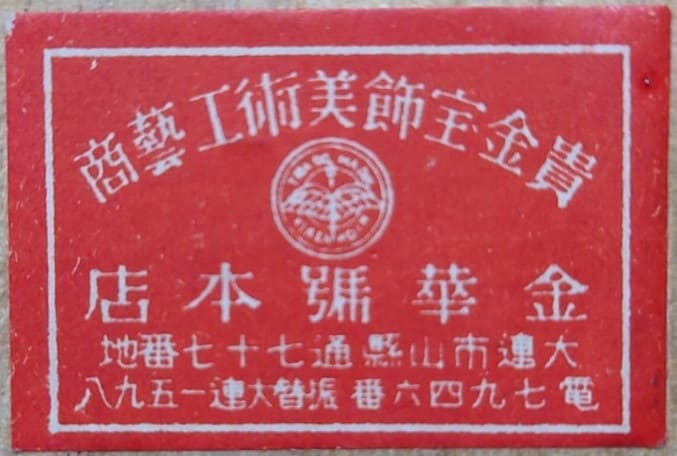 貴金宝飾美術工藝商
金華號本店
大連市山縣通七十七番地
電七九四六番 振替大連一五九八